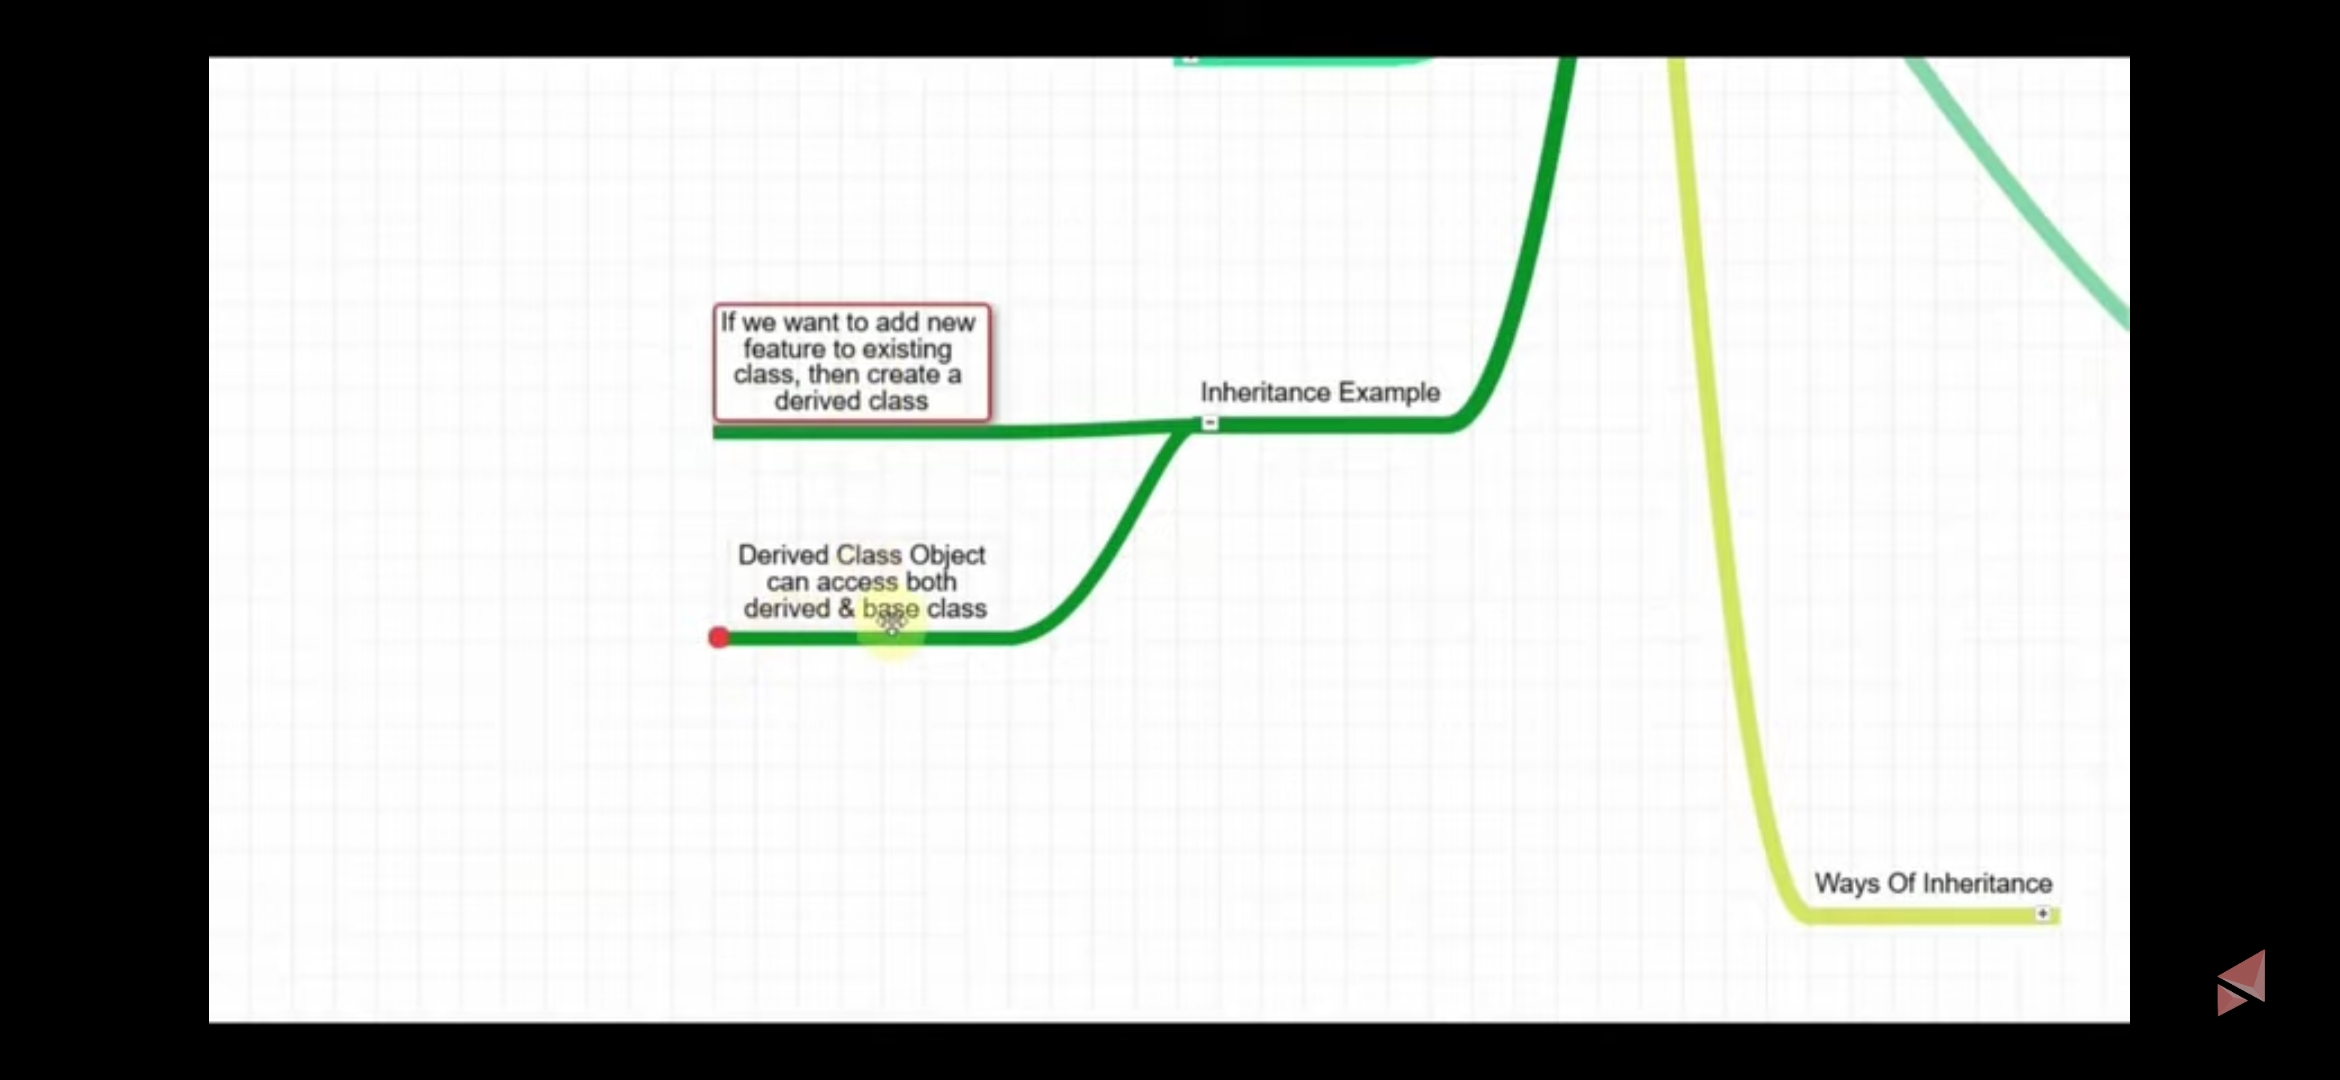 If we want to add new
feature to existing
class, then create a
derived class
Inheritance Example
Derived Class Object
can access both
derived & base class
Ways Of Inheritance